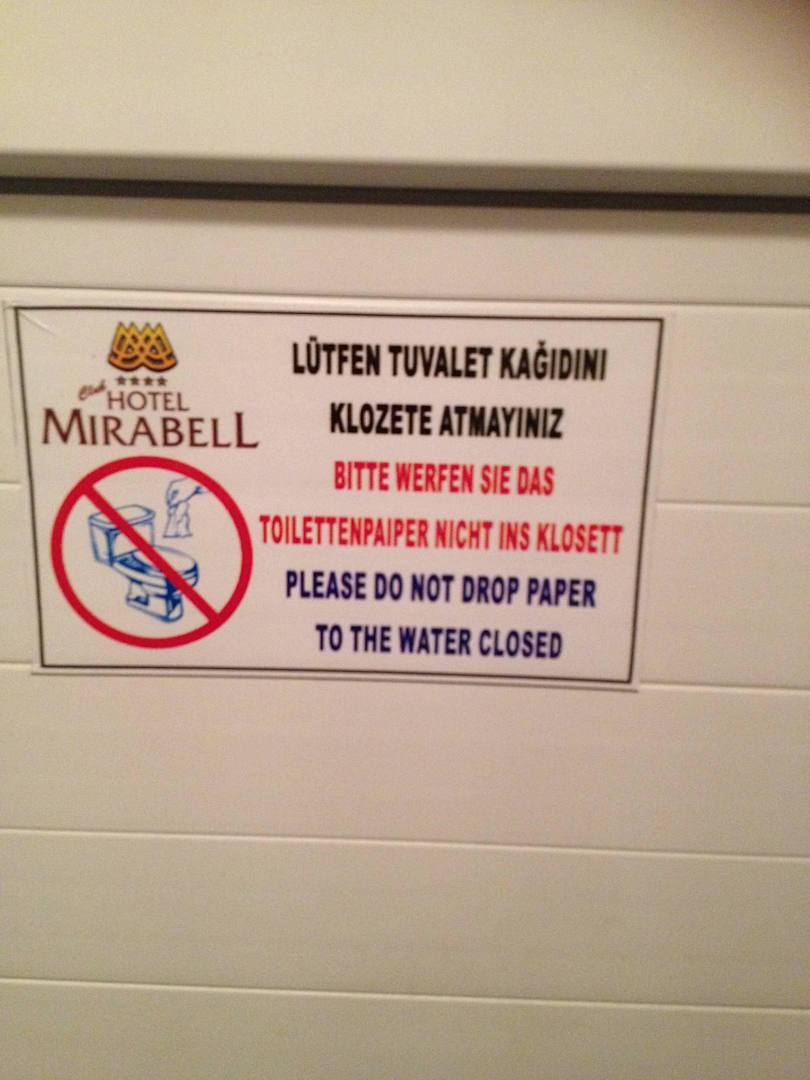 Club
★★★★
HOTEL
MIRABELL
LÜTFEN TUVALET KAĞIDINI
KLOZETE ATMAYINIZ
BITTE WERFEN SIE DAS
TOILETTENPAIPER NICHT INS KLOSETT
PLEASE DO NOT DROP PAPER
TO THE WATER CLOSED